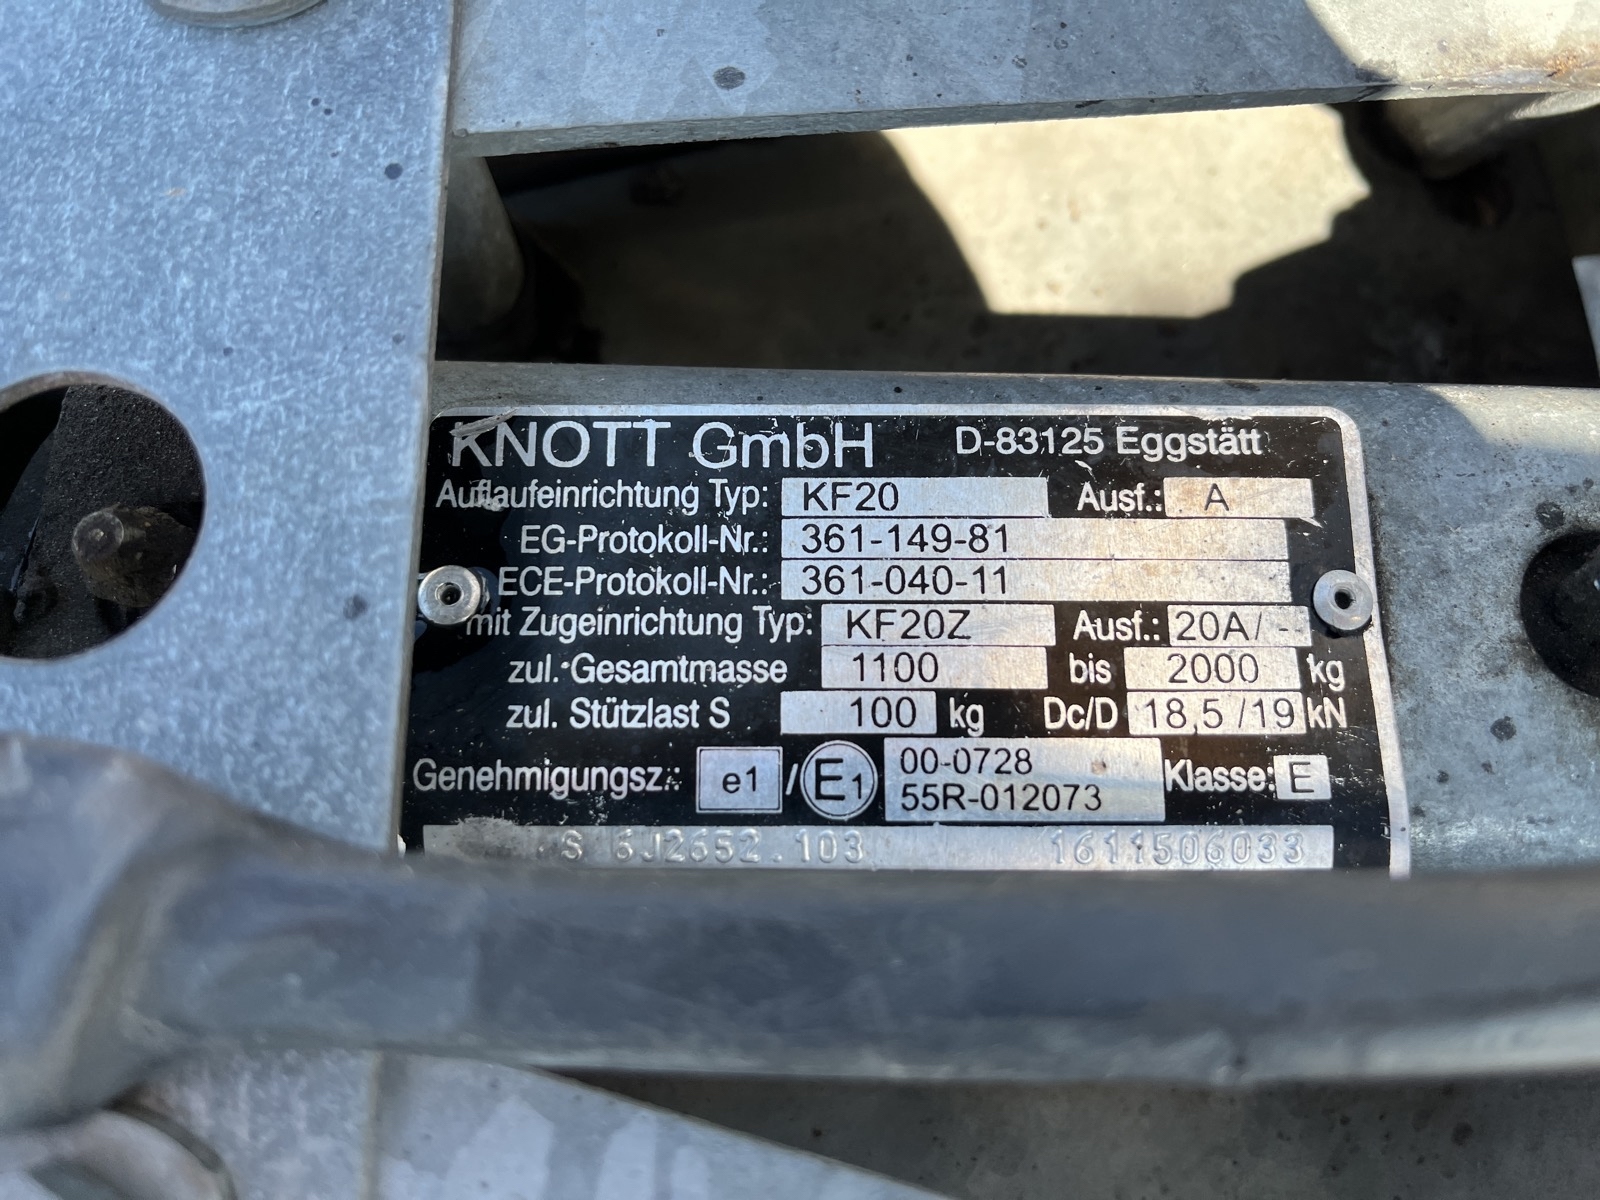 KNOTT GmbH D-83125 Eggstätt
Auflaufeinrichtung Typ: KF20 Ausf.: A
EG-Protokoll-Nr.: 361-149-81
ECE-Protokoll-Nr.: 361-040-11
mit Zugeinrichtung Typ: KF20Z Ausf.: 20A/ --
zul. Gesamtmasse 1100 bis 2000 kg
zul. Stützlast S 100 kg Dc/D 18,5 /19 kN
Genehmigungsz.: e1 / E1 00-0728 Klasse: E
55R-012073
S 6J2652.103 1611506033